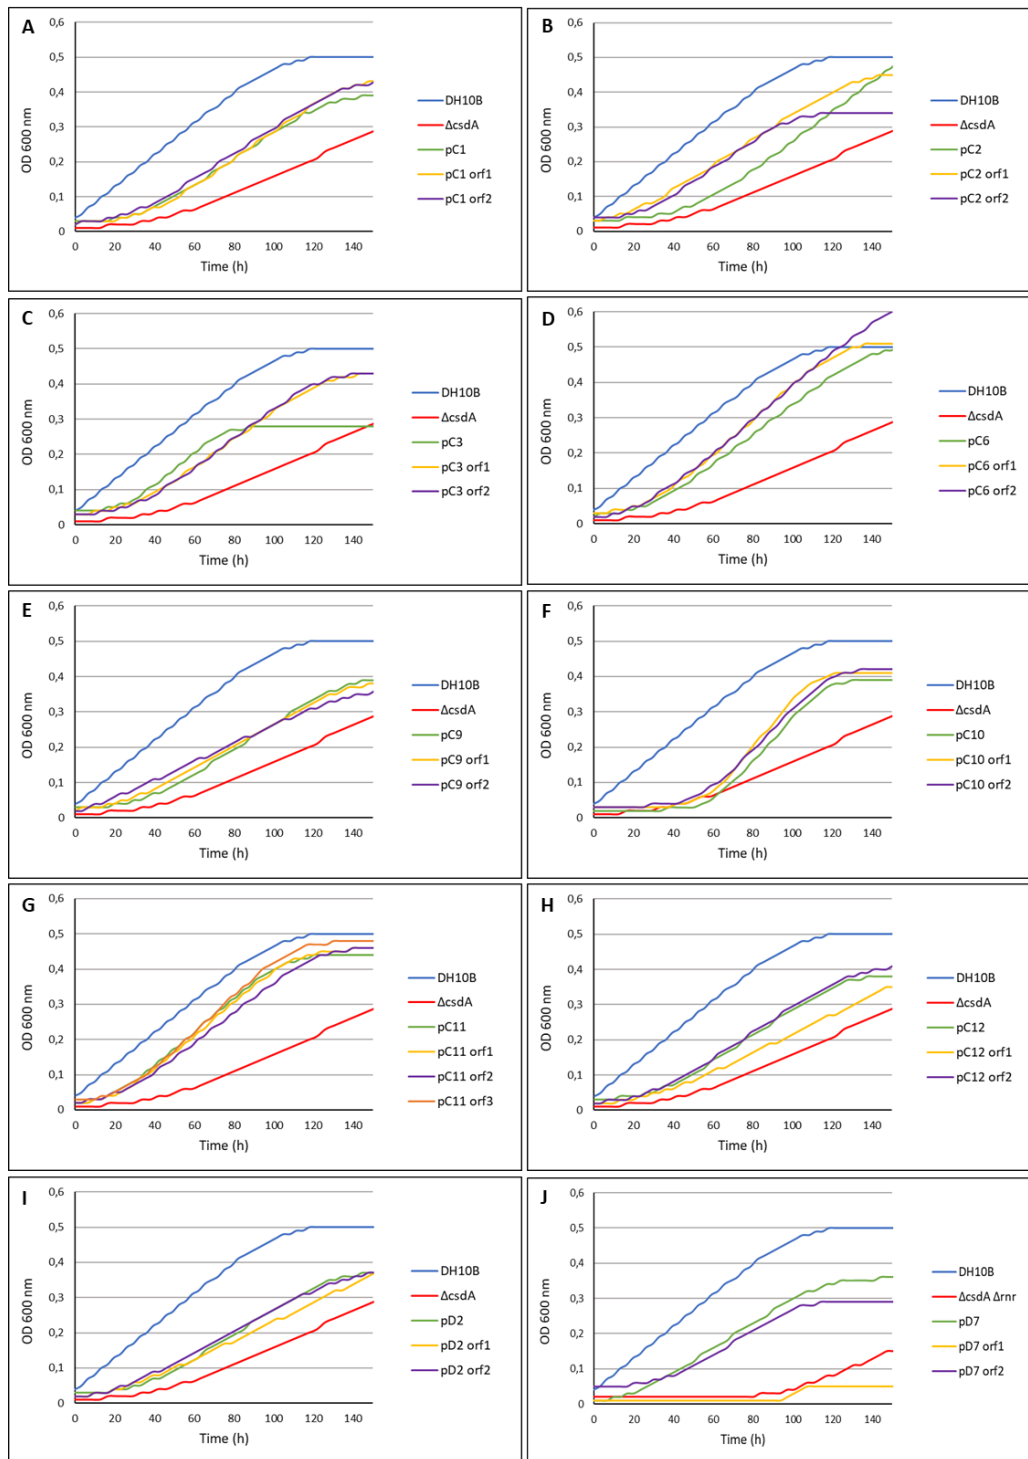 A
0,6
0,5
0,4
0,3
0,2
0,1
0
OD 600 nm
0 20 40 60 80 100 120 140
Time (h)
DH10B
ΔcsdA
pC1
pC1 orf1
pC1 orf2
B
0,6
0,5
0,4
0,3
0,2
0,1
0
OD 600 nm
0 20 40 60 80 100 120 140
Time (h)
DH10B
ΔcsdA
pC2
pC2 orf1
pC2 orf2
C
0,6
0,5
0,4
0,3
0,2
0,1
0
OD 600 nm
0 20 40 60 80 100 120 140
Time (h)
DH10B
ΔcsdA
pC3
pC3 orf1
pC3 orf2
D
0,6
0,5
0,4
0,3
0,2
0,1
0
OD 600 nm
0 20 40 60 80 100 120 140
Time (h)
DH10B
ΔcsdA
pC6
pC6 orf1
pC6 orf2
E
0,6
0,5
0,4
0,3
0,2
0,1
0
OD 600 nm
0 20 40 60 80 100 120 140
Time (h)
DH10B
ΔcsdA
pC9
pC9 orf1
pC9 orf2
F
0,6
0,5
0,4
0,3
0,2
0,1
0
OD 600 nm
0 20 40 60 80 100 120 140
Time (h)
DH10B
ΔcsdA
pC10
pC10 orf1
pC10 orf2
G
0,6
0,5
0,4
0,3
0,2
0,1
0
OD 600 nm
0 20 40 60 80 100 120 140
Time (h)
DH10B
ΔcsdA
pC11
pC11 orf1
pC11 orf2
pC11 orf3
H
0,6
0,5
0,4
0,3
0,2
0,1
0
OD 600 nm
0 20 40 60 80 100 120 140
Time (h)
DH10B
ΔcsdA
pC12
pC12 orf1
pC12 orf2
I
0,6
0,5
0,4
0,3
0,2
0,1
0
OD 600 nm
0 20 40 60 80 100 120 140
Time (h)
DH10B
ΔcsdA
pD2
pD2 orf1
pD2 orf2
J
0,6
0,5
0,4
0,3
0,2
0,1
0
OD 600 nm
0 20 40 60 80 100 120 140
Time (h)
DH10B
ΔcsdA Δrnr
pD7
pD7 orf1
pD7 orf2